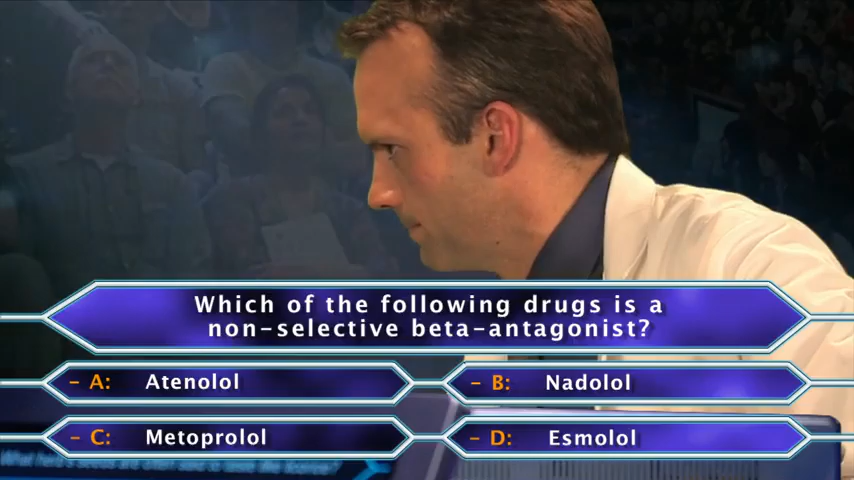 Which of the following drugs is a
non-selective beta-antagonist?
- A: Atenolol
- B: Nadolol
- C: Metoprolol
- D: Esmolol